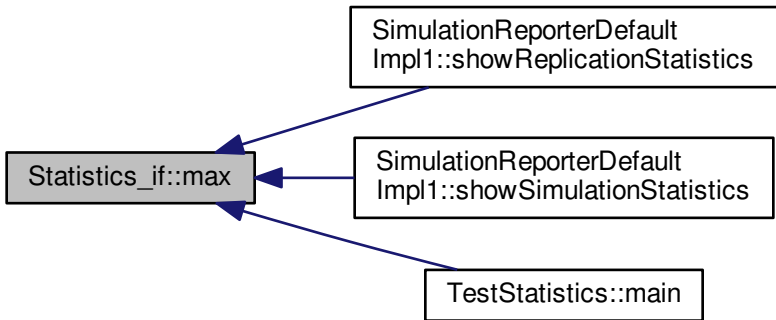 SimulationReporterDefault
Impl1::showReplicationStatistics
Statistics_if::max
SimulationReporterDefault
Impl1::showSimulationStatistics
TestStatistics::main